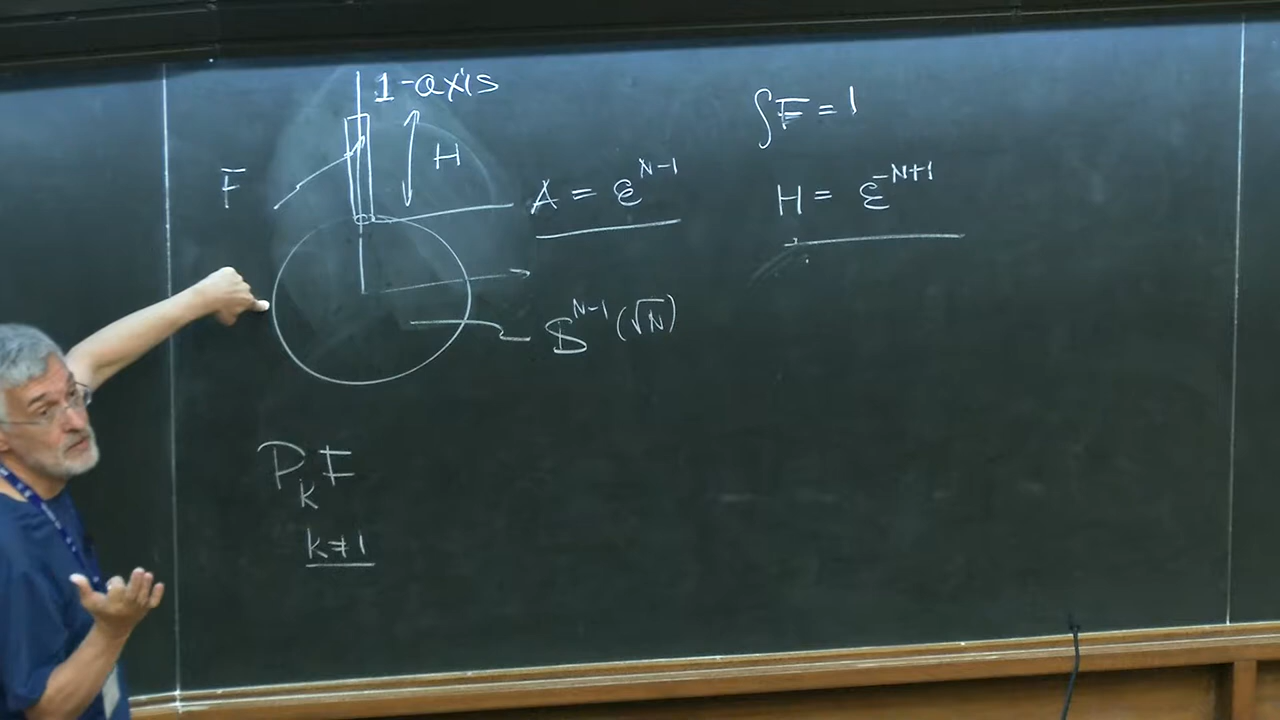 1-axis
∫F = 1
H
F
A = ε^{N-1}
H = ε^{-N+1}
S^{N-1}(√N)
P_k F
k≠1